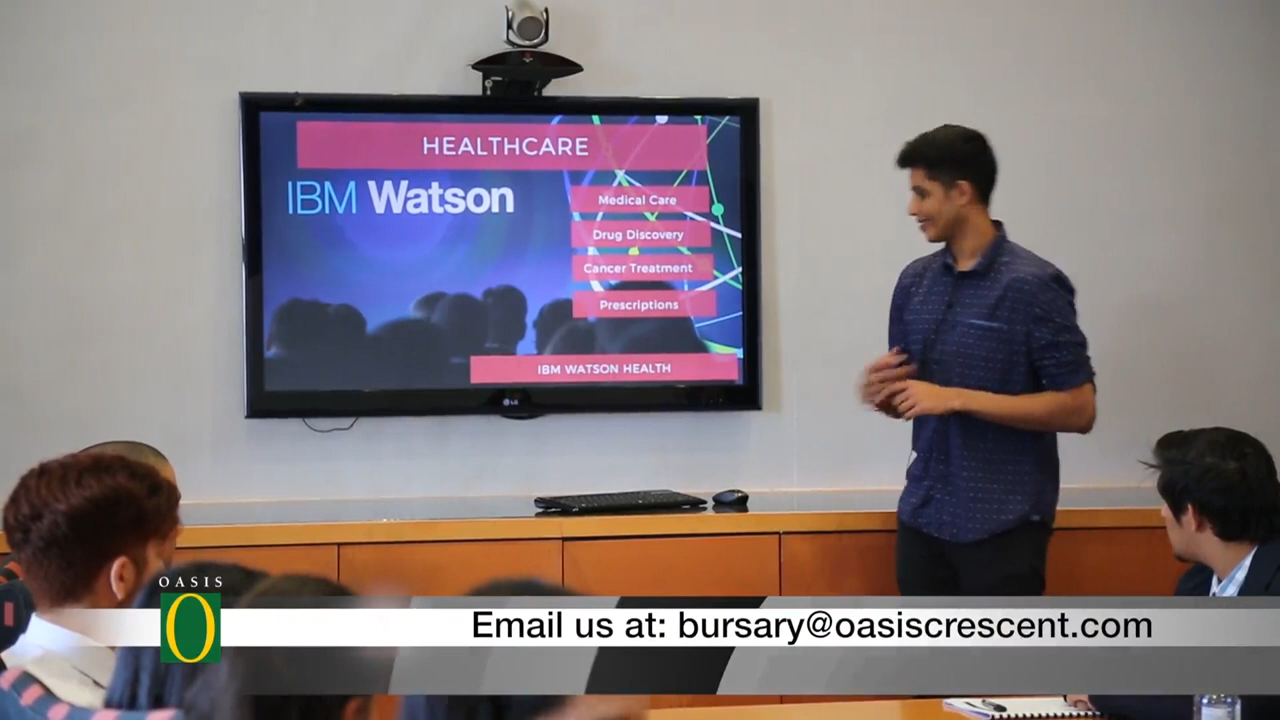 HEALTHCARE
IBM Watson
Medical Care
Drug Discovery
Cancer Treatment
Prescriptions
IBM WATSON HEALTH
LG
OASIS
O
Email us at: bursary@oasiscrescent.com